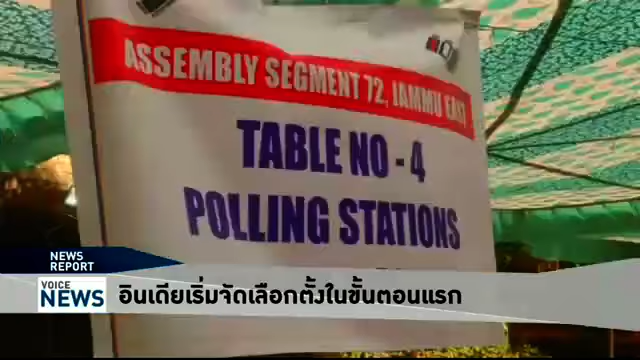 ASSEMBLY SEGMENT 72, JAMMU EAST
TABLE NO - 4
POLLING STATIONS
NEWS
REPORT
VOICE
NEWS
อินเดียเริ่มจัดเลือกตั้งในขั้นตอนแรก